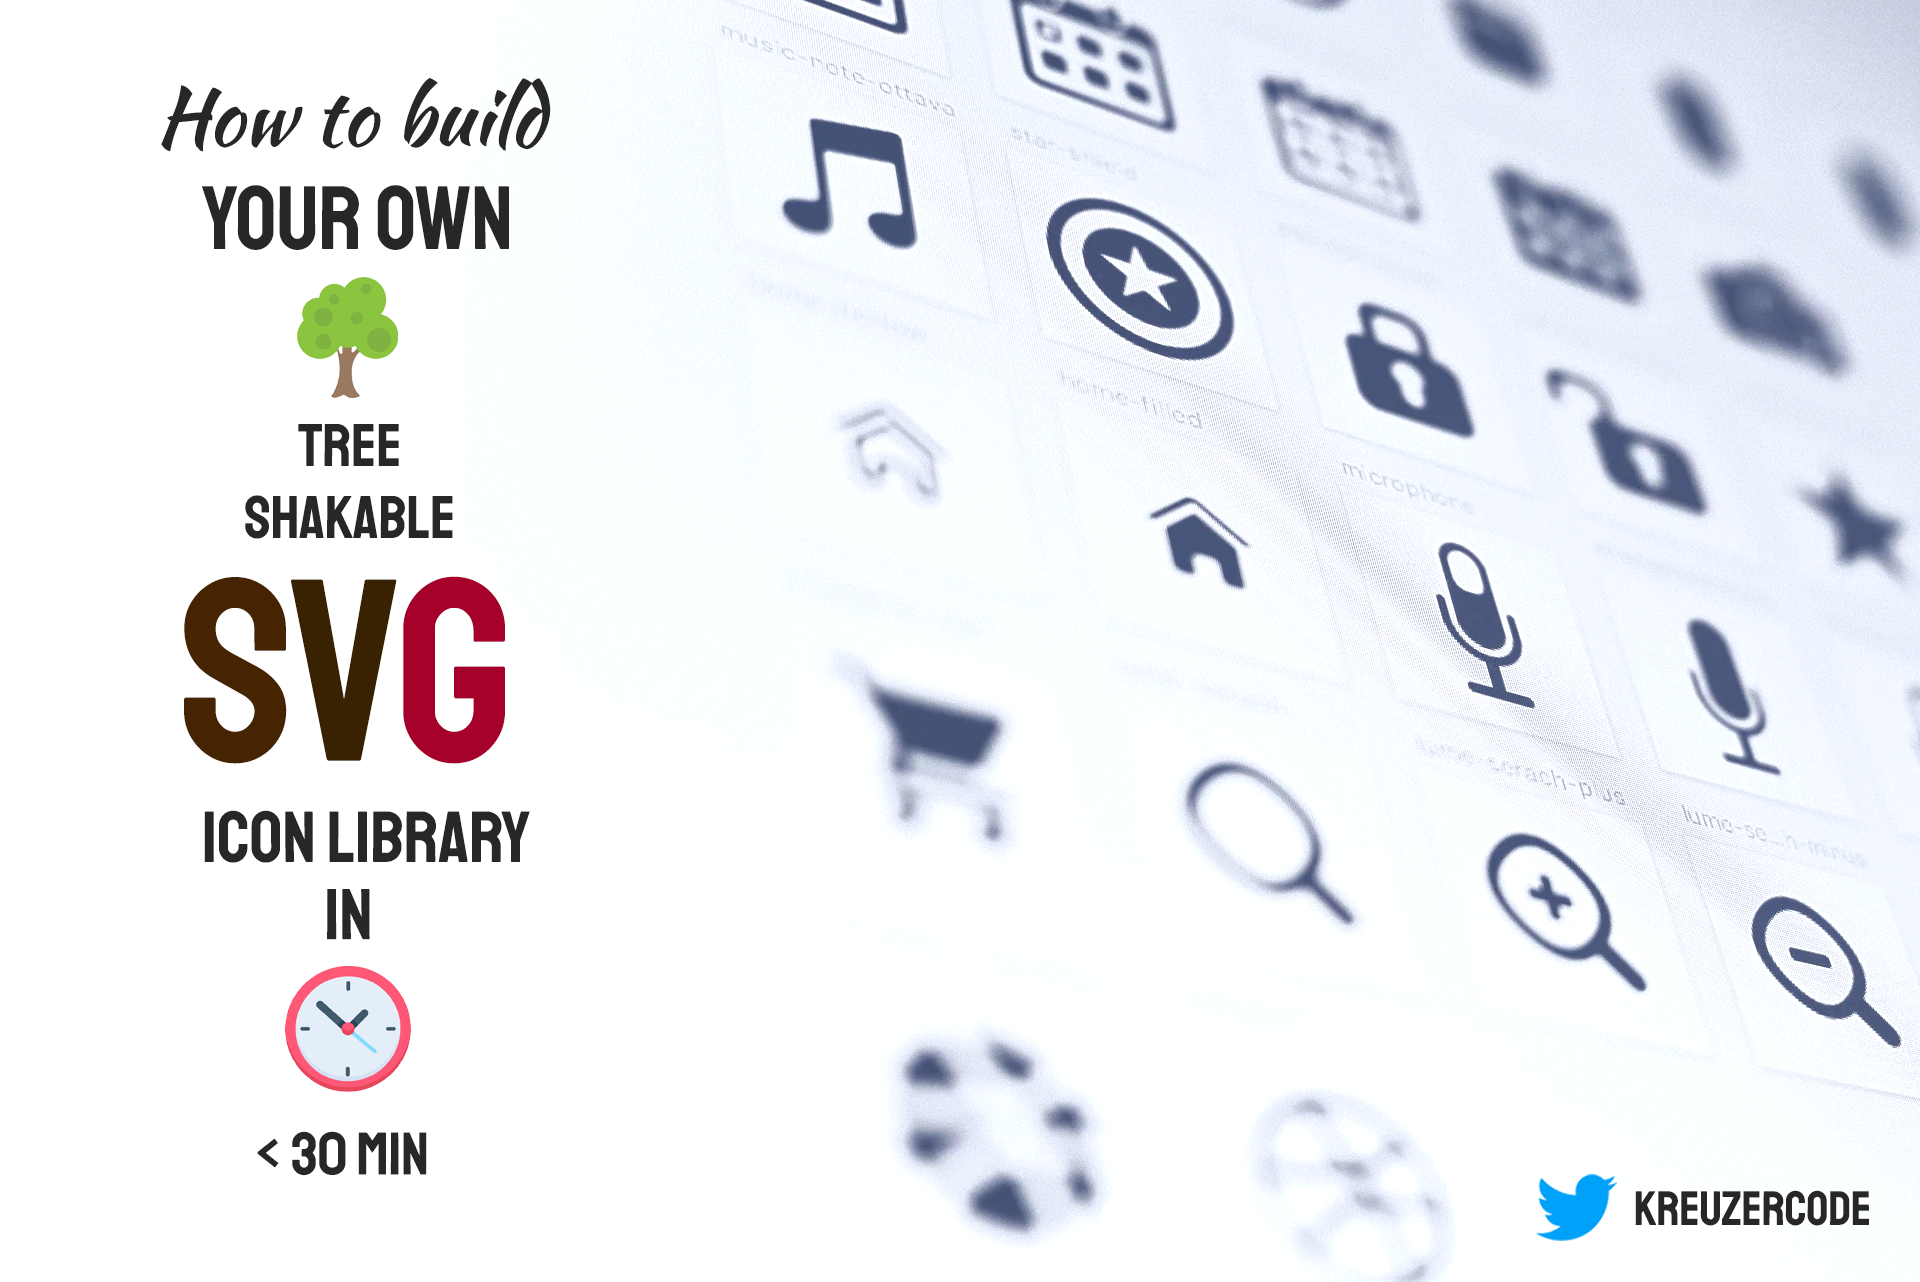 How to build
YOUR OWN
TREE
SHAKABLE
SVG
ICON LIBRARY
IN
< 30 MIN
music-note-ottava
home-filled
microphone
KREUZERCODE